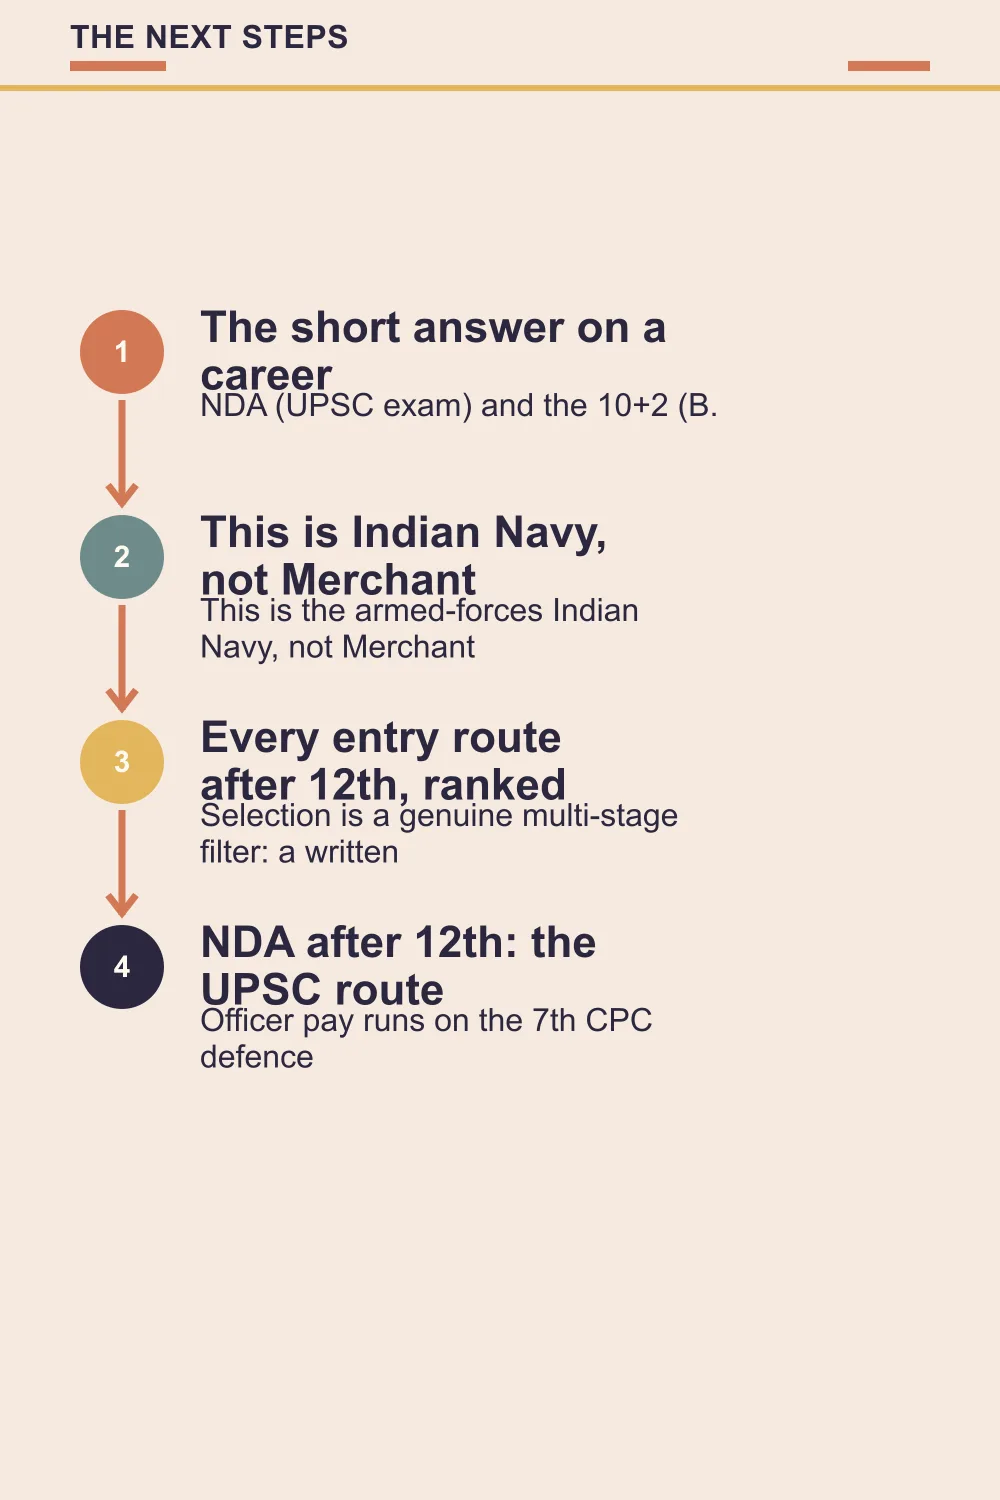 THE NEXT STEPS
1
The short answer on a
career
NDA (UPSC exam) and the 10+2 (B.
2
This is Indian Navy,
not Merchant
This is the armed-forces Indian
Navy, not Merchant
3
Every entry route
after 12th, ranked
Selection is a genuine multi-stage
filter: a written
4
NDA after 12th: the
UPSC route
Officer pay runs on the 7th CPC
defence